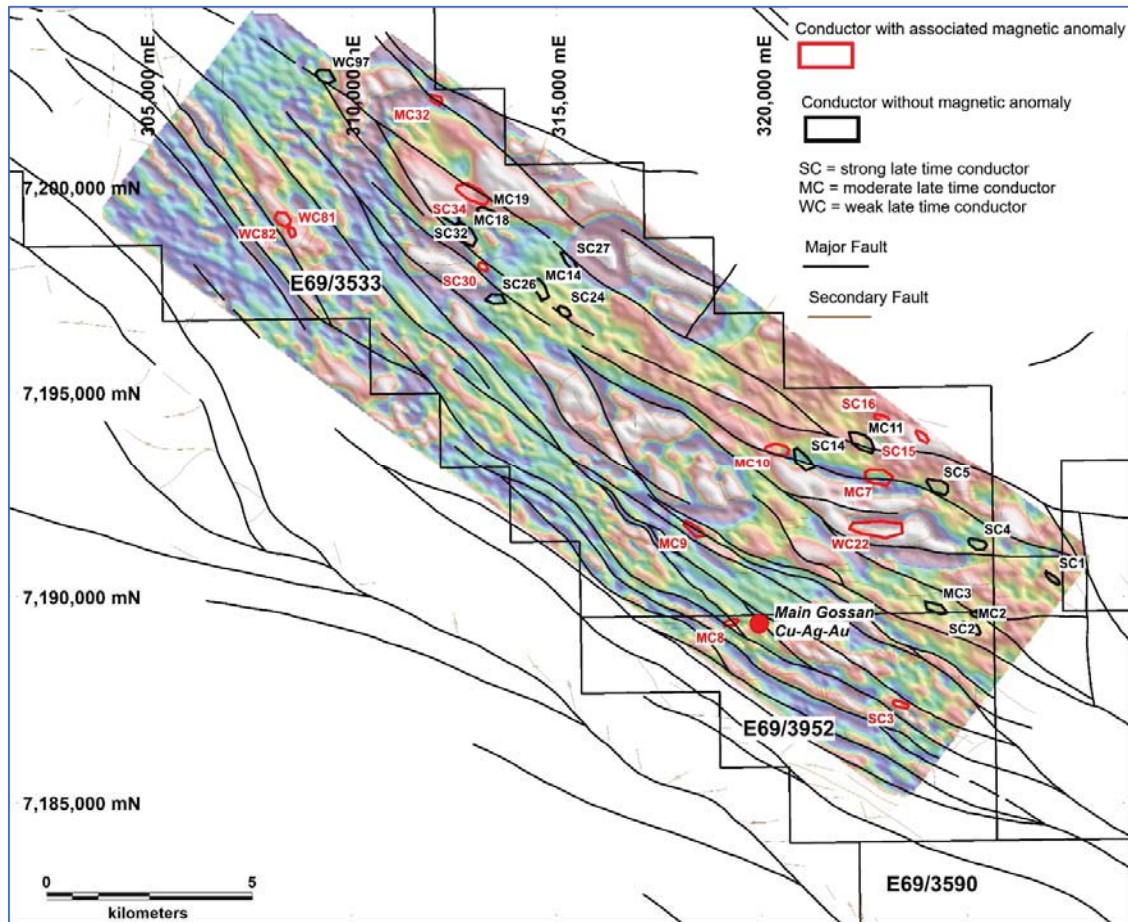 Conductor with associated magnetic anomaly
Conductor without magnetic anomaly
SC = strong late time conductor
MC = moderate late time conductor
WC = weak late time conductor
Major Fault
Secondary Fault
305,000 mE
310,000 mE
315,000 mE
320,000 mE
WC97
MC32
7,200,000 mN
MC19
SC34
MC18
WC81
WC82
SC32
SC27
MC14
SC30
SC26
E69/3533
SC24
7,195,000 mN
SC16
MC11
SC14
SC15
MC10
SC5
MC7
MC9
WC22
SC4
SC1
7,190,000 mN
MC3
MC2
Main Gossan
Cu-Ag-Au
MC8
SC2
SC3
E69/3952
7,185,000 mN
0 5
kilometers
E69/3590